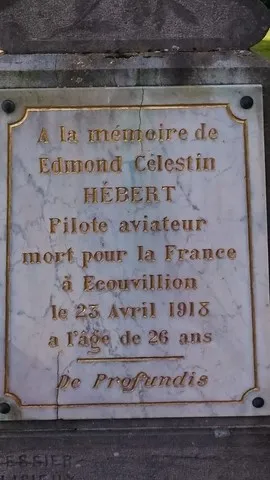 A la mémoire de
Edmond Célestin
HÉBERT
Pilote aviateur
mort pour la France
à Ecouvillion
le 23 Avril 1918
a l'âge de 26 ans
De Profundis